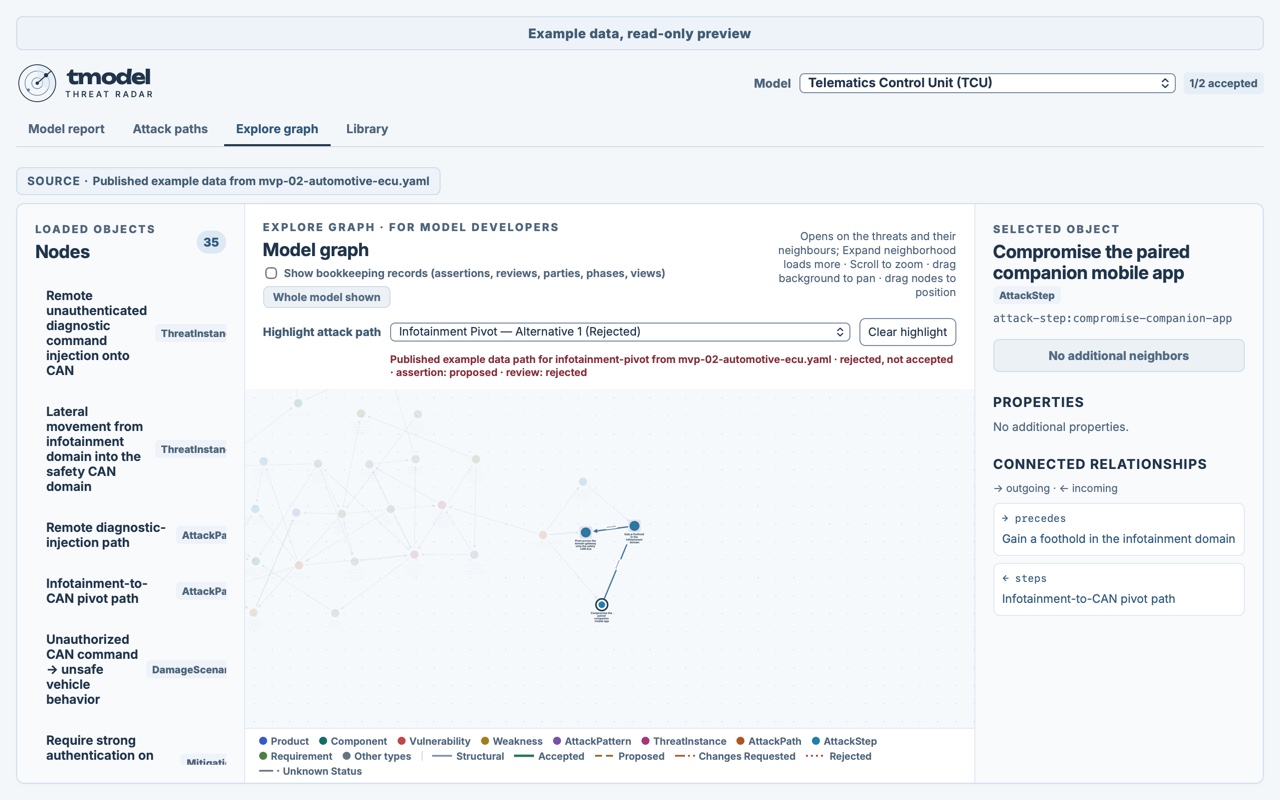 Example data, read-only preview
tmodel
THREAT RADAR
Model
Telematics Control Unit (TCU)
1/2 accepted
Model report
Attack paths
Explore graph
Library
SOURCE · Published example data from mvp-02-automotive-ecu.yaml
LOADED OBJECTS
Nodes
35
Remote
unauthenticated
diagnostic
command
injection onto
CAN
ThreatInstan
Lateral
movement from
infotainment
domain into the
safety CAN
domain
ThreatInstan
Remote diagnostic-
injection path
AttackPa
Infotainment-to-
CAN pivot path
AttackPa
Unauthorized
CAN command
→ unsafe
vehicle
behavior
DamageScenar
Require strong
authentication on
Mitigati
EXPLORE GRAPH · FOR MODEL DEVELOPERS
Model graph
Show bookkeeping records (assertions, reviews, parties, phases, views)
Whole model shown
Opens on the threats and their
neighbours; Expand neighborhood
loads more · Scroll to zoom · drag
background to pan · drag nodes to
position
Highlight attack path
Infotainment Pivot — Alternative 1 (Rejected)
Clear highlight
Published example data path for infotainment-pivot from mvp-02-automotive-ecu.yaml · rejected, not accepted
· assertion: proposed · review: rejected
Product
Component
Vulnerability
Weakness
AttackPattern
ThreatInstance
AttackPath
AttackStep
Requirement
Other types
Structural
Accepted
Proposed
Changes Requested
Rejected
Unknown Status
SELECTED OBJECT
Compromise the paired
companion mobile app
AttackStep
attack-step:compromise-companion-app
No additional neighbors
PROPERTIES
No additional properties.
CONNECTED RELATIONSHIPS
→ outgoing · ← incoming
→ precedes
Gain a foothold in the infotainment domain
← steps
Infotainment-to-CAN pivot path